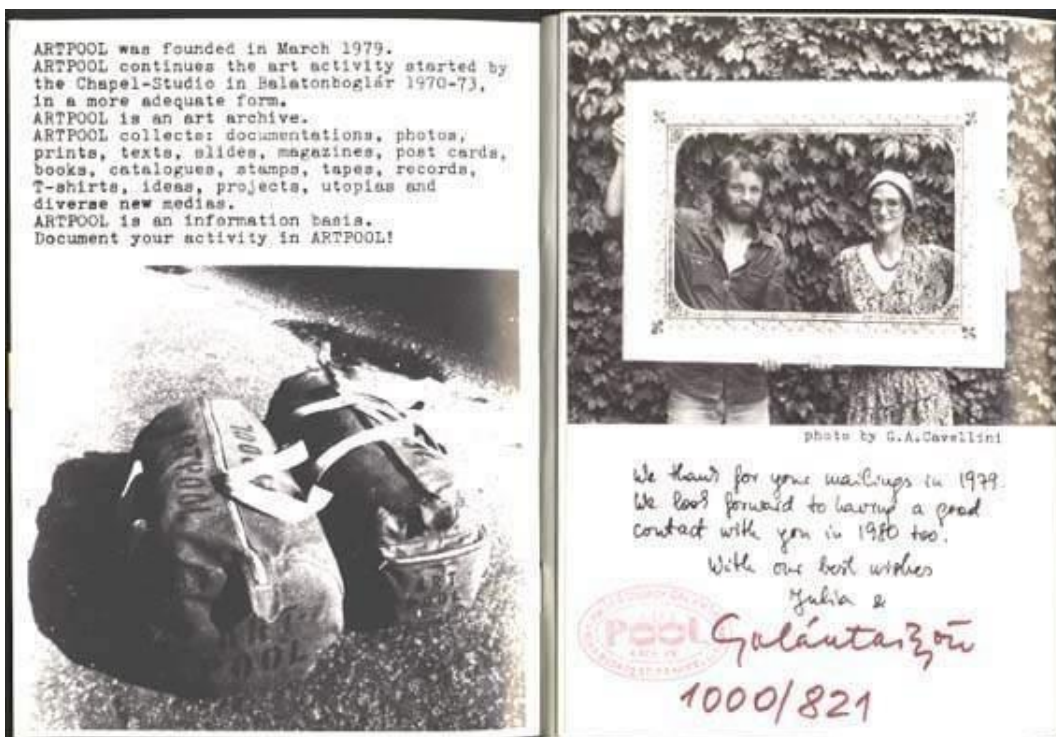 ARTPOOL was founded in March 1979.
ARTPOOL continues the art activity started by
the Chapel-Studio in Balatonboglár 1970-73,
in a more adequate form.
ARTPOOL is an art archive.
ARTPOOL collects: documentations, photos,
prints, texts, slides, magazines, post cards,
books, catalogues, stamps, tapes, records,
T-shirts, ideas, projects, utopias and
diverse new medias.
ARTPOOL is an information basis.
Document your activity in ARTPOOL!
POOL
POOL
photo by G.A.Cavellini
We thank for your mailings in 1979.
We look forward to having a good
contact with you in 1980 too.
With our best wishes
Julia &
Galántai
POOL
1000/821